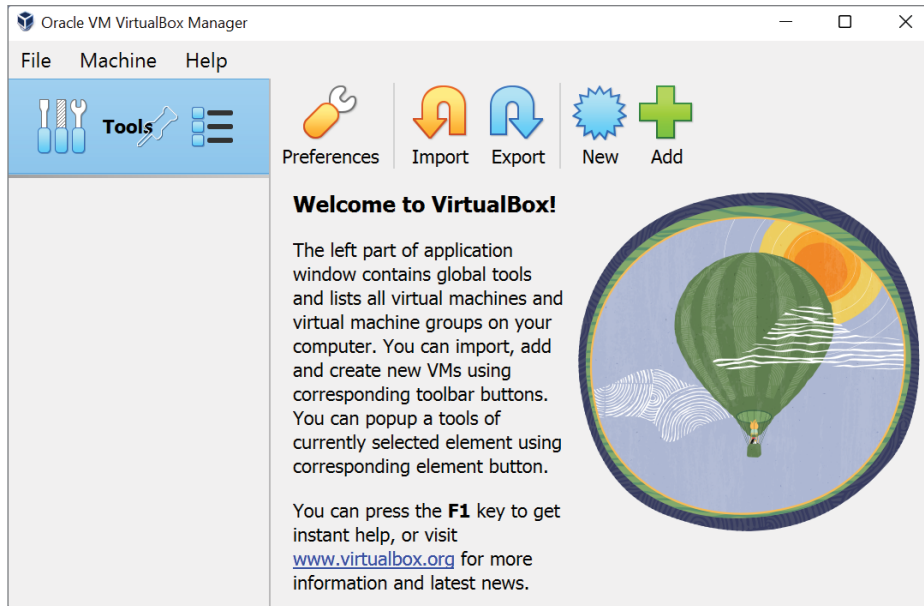 Oracle VM VirtualBox Manager
File Machine Help
Tools
Preferences Import Export New Add
Welcome to VirtualBox!
The left part of application
window contains global tools
and lists all virtual machines and
virtual machine groups on your
computer. You can import, add
and create new VMs using
corresponding toolbar buttons.
You can popup a tools of
currently selected element using
corresponding element button.
You can press the F1 key to get
instant help, or visit
www.virtualbox.org for more
information and latest news.